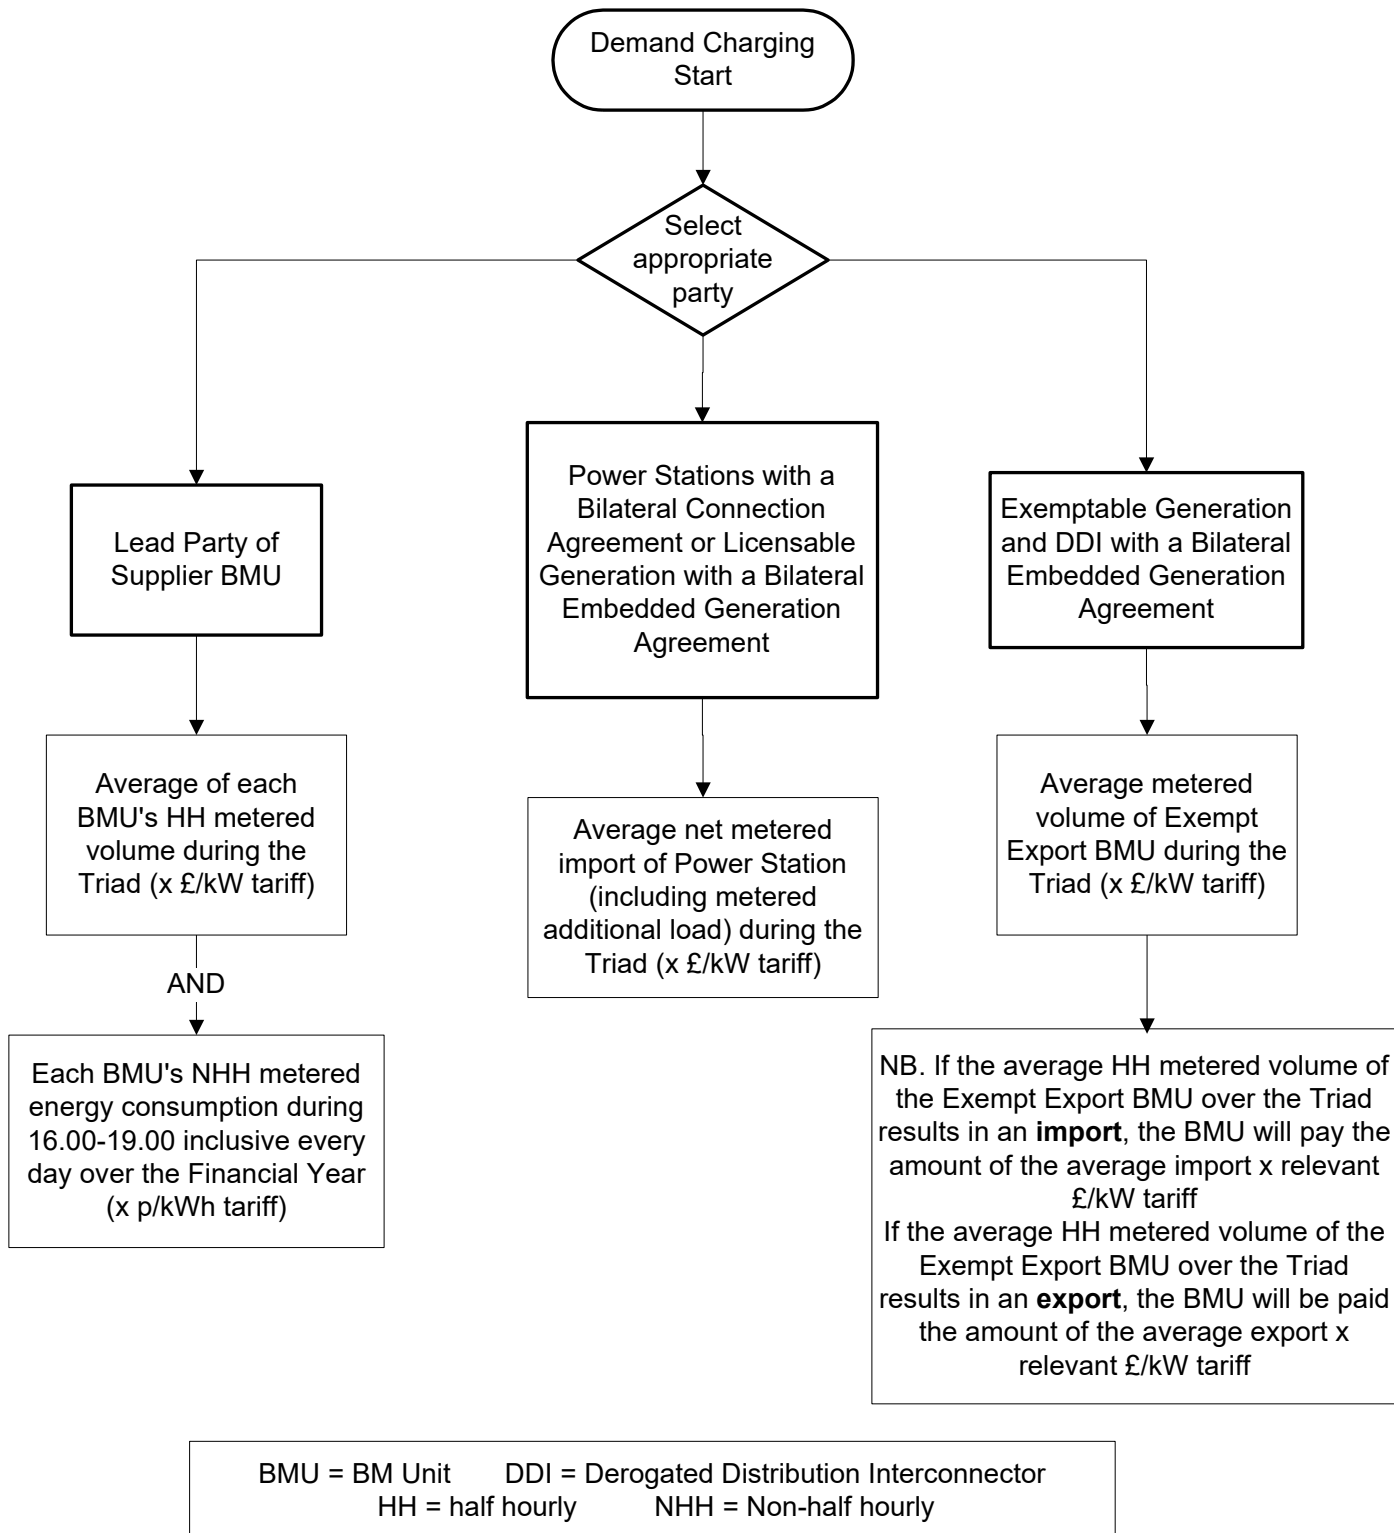 Demand Charging
Start
Select
appropriate
party
Lead Party of
Supplier BMU
Power Stations with a
Bilateral Connection
Agreement or Licensable
Generation with a Bilateral
Embedded Generation
Agreement
Exemptable Generation
and DDI with a Bilateral
Embedded Generation
Agreement
Average of each
BMU's HH metered
volume during the
Triad (x £/kW tariff)
AND
Each BMU's NHH metered
energy consumption during
16.00-19.00 inclusive every
day over the Financial Year
(x p/kWh tariff)
Average net metered
import of Power Station
(including metered
additional load) during the
Triad (x £/kW tariff)
Average metered
volume of Exempt
Export BMU during the
Triad (x £/kW tariff)
NB. If the average HH metered volume of
the Exempt Export BMU over the Triad
results in an import, the BMU will pay the
amount of the average import x relevant
£/kW tariff
If the average HH metered volume of the
Exempt Export BMU over the Triad
results in an export, the BMU will be paid
the amount of the average export x
relevant £/kW tariff
BMU = BM Unit DDI = Derogated Distribution Interconnector
HH = half hourly NHH = Non-half hourly